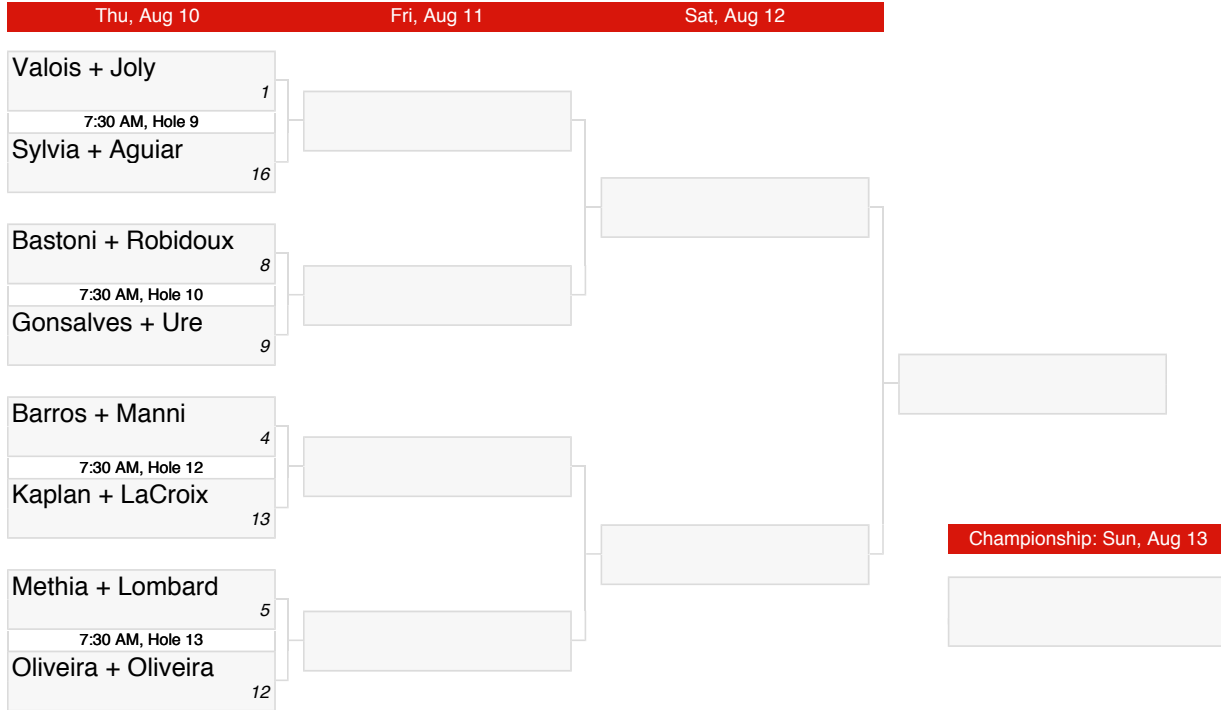 Thu, Aug 10
Fri, Aug 11
Sat, Aug 12
Valois + Joly
1
7:30 AM, Hole 9
Sylvia + Aguiar
16
Bastoni + Robidoux
8
7:30 AM, Hole 10
Gonsalves + Ure
9
Barros + Manni
4
7:30 AM, Hole 12
Kaplan + LaCroix
13
Championship: Sun, Aug 13
Methia + Lombard
5
7:30 AM, Hole 13
Oliveira + Oliveira
12